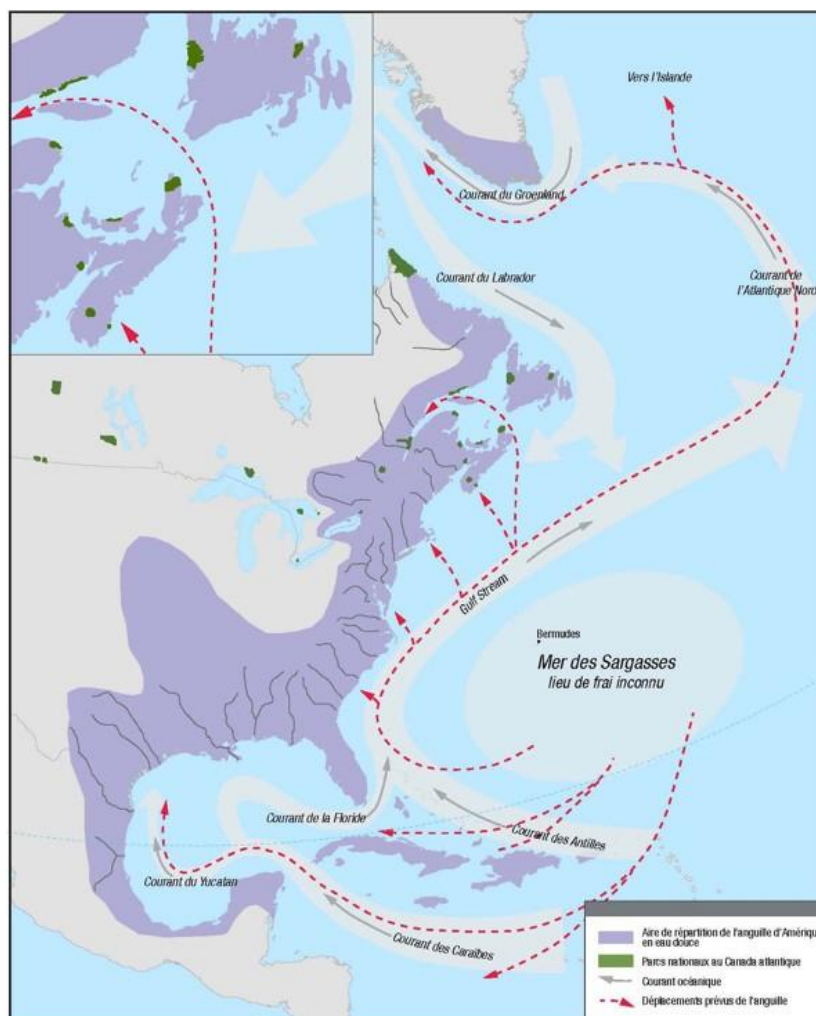 Vers l'Islande
Courant du Groenland
Courant du Labrador
Courant de
l'Atlantique Nord
Gulf Stream
Bermudes
Mer des Sargasses
lieu de frai inconnu
Courant de la Floride
Courant des Antilles
Courant du Yucatan
Courant des Caraïbes
Aire de répartition de l'anguille d'Amérique
en eau douce
Parcs nationaux au Canada atlantique
Courant océanique
Déplacements prévus de l'anguille